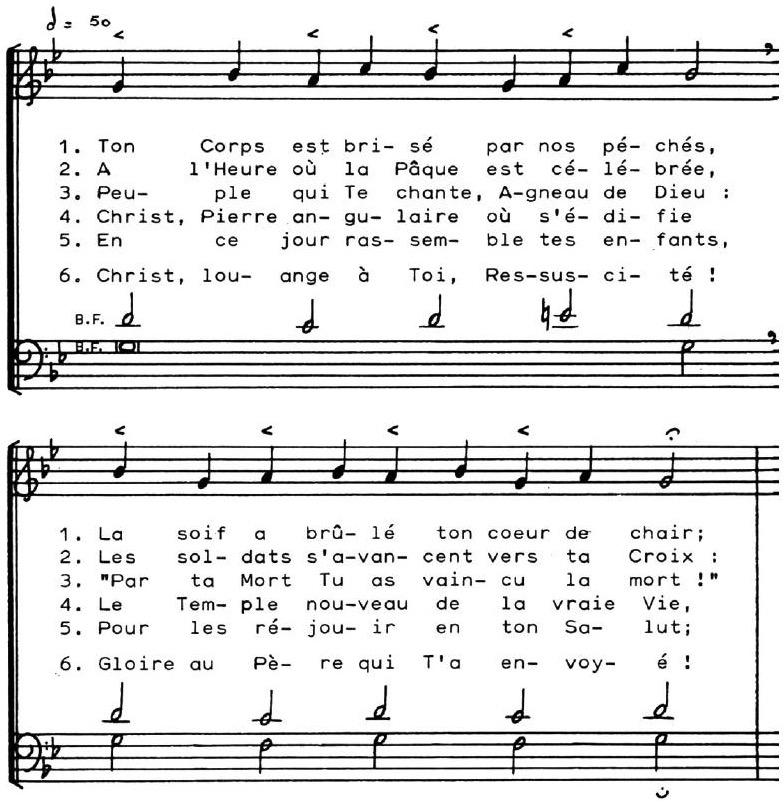 = 50
1. Ton Corps est bri- sé par nos pé- chés,
2. A l'Heure où la Pâque est cé- lé- brée,
3. Peu- ple qui Te chante, A-gneau de Dieu :
4. Christ, Pierre an- gu- laire où s'é- di- fie
5. En ce jour ras- sem- ble tes en- fants,
6. Christ, lou- ange à Toi, Res-sus- ci- té !
B.F.
B.F.
1. La soif a brû- lé ton coeur de chair;
2. Les sol- dats s'a-van- cent vers ta Croix :
3. "Par ta Mort Tu as vain- cu la mort !"
4. Le Tem- ple nou-veau de la vraie Vie,
5. Pour les ré- jou- ir en ton Sa- lut;
6. Gloire au Pè- re qui T'a en- voy- é !